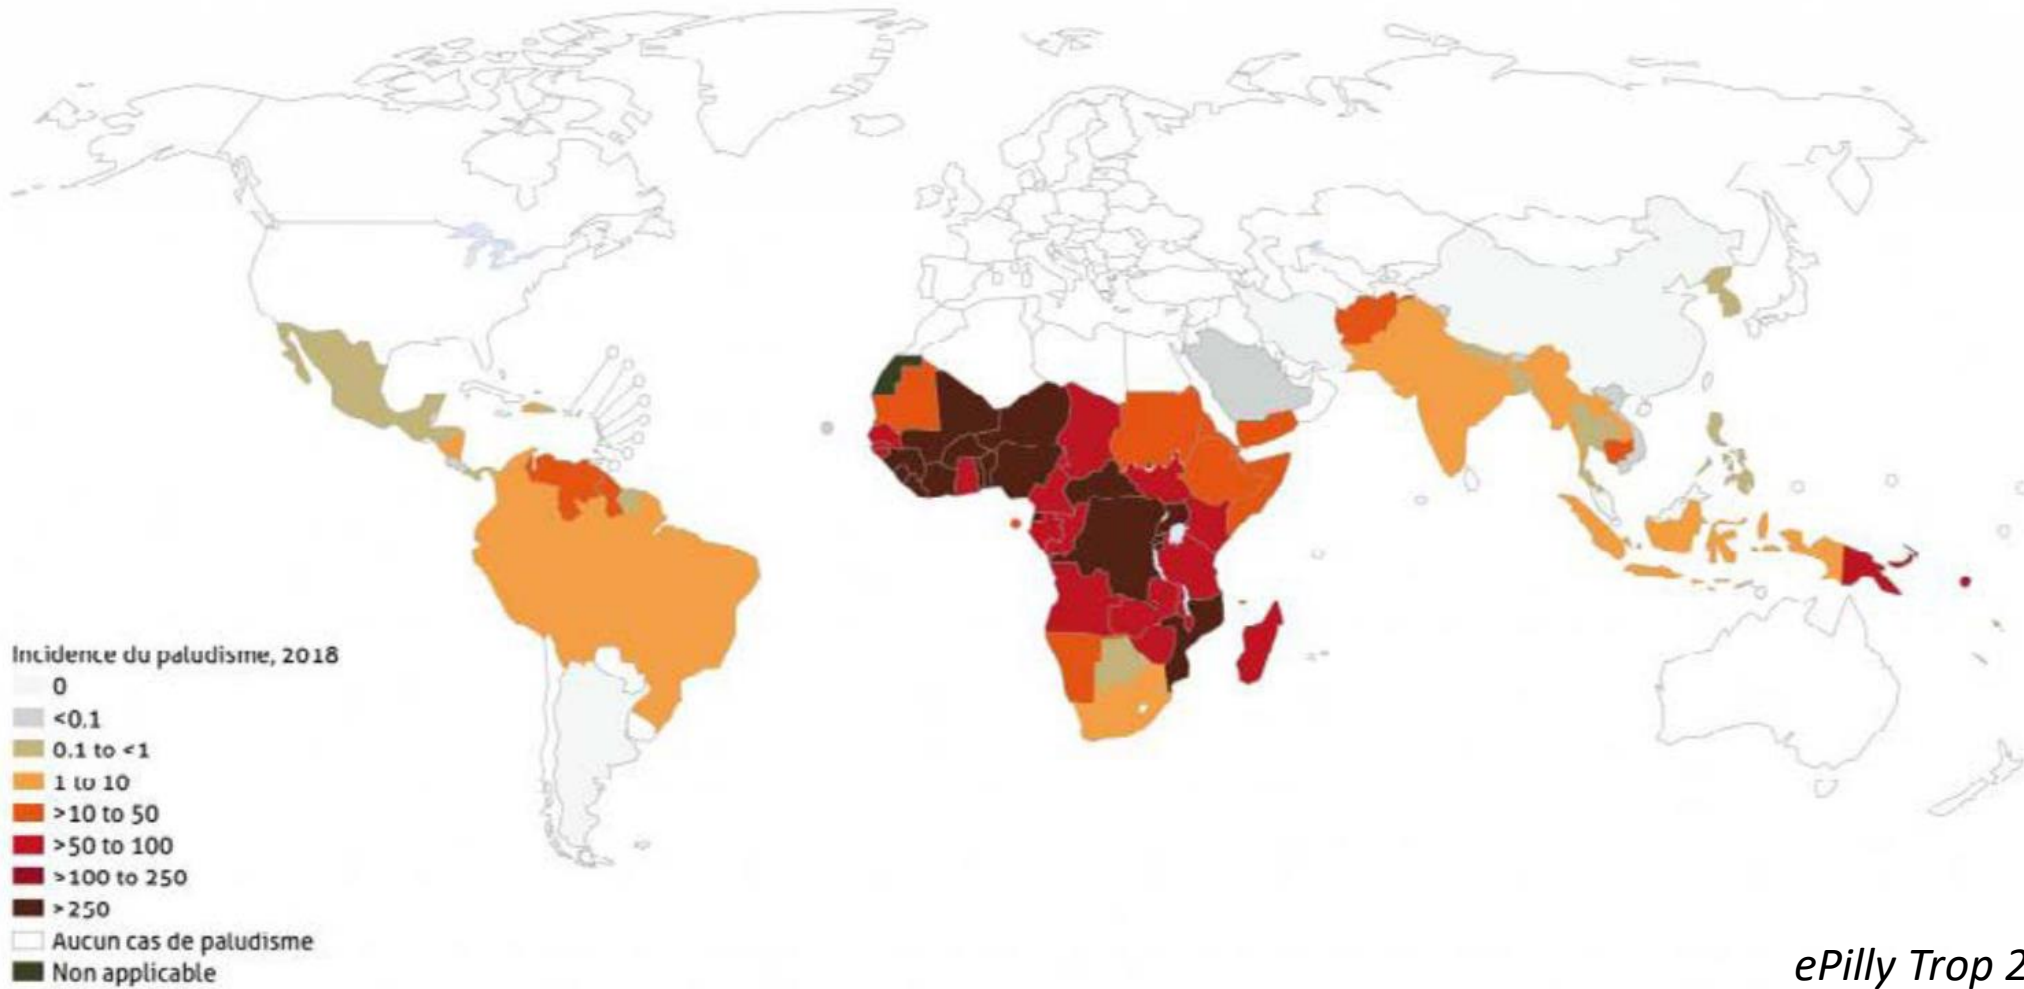 Incidence du paludisme, 2018
0
<0.1
0.1 to <1
1 to 10
>10 to 50
>50 to 100
>100 to 250
>250
Aucun cas de paludisme
Non applicable
ePilly Trop 2